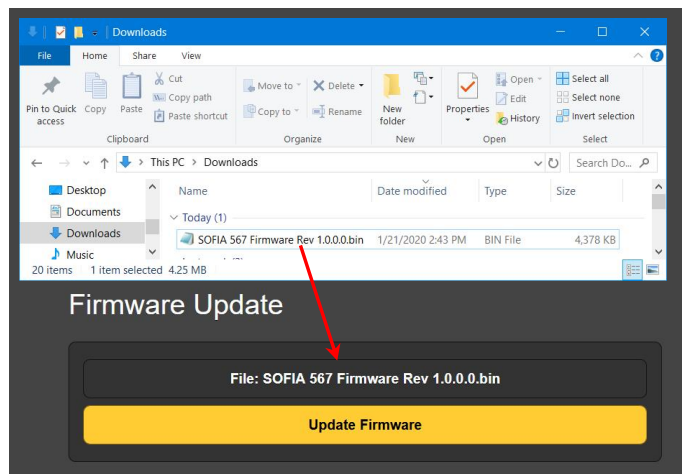 Downloads
File Home Share View
Pin to Quick access
Copy
Paste
Cut
Copy path
Paste shortcut
Clipboard
Move to
Copy to
Delete
Rename
Organize
New folder
New
Properties
Open
Edit
History
Open
Select all
Select none
Invert selection
Select
This PC > Downloads
Search Do...
Desktop
Documents
Downloads
Music
Name Date modified Type Size
Today (1)
SOFIA 567 Firmware Rev 1.0.0.0.bin 1/21/2020 2:43 PM BIN File 4,378 KB
20 items 1 item selected 4.25 MB
Firmware Update
File: SOFIA 567 Firmware Rev 1.0.0.0.bin
Update Firmware